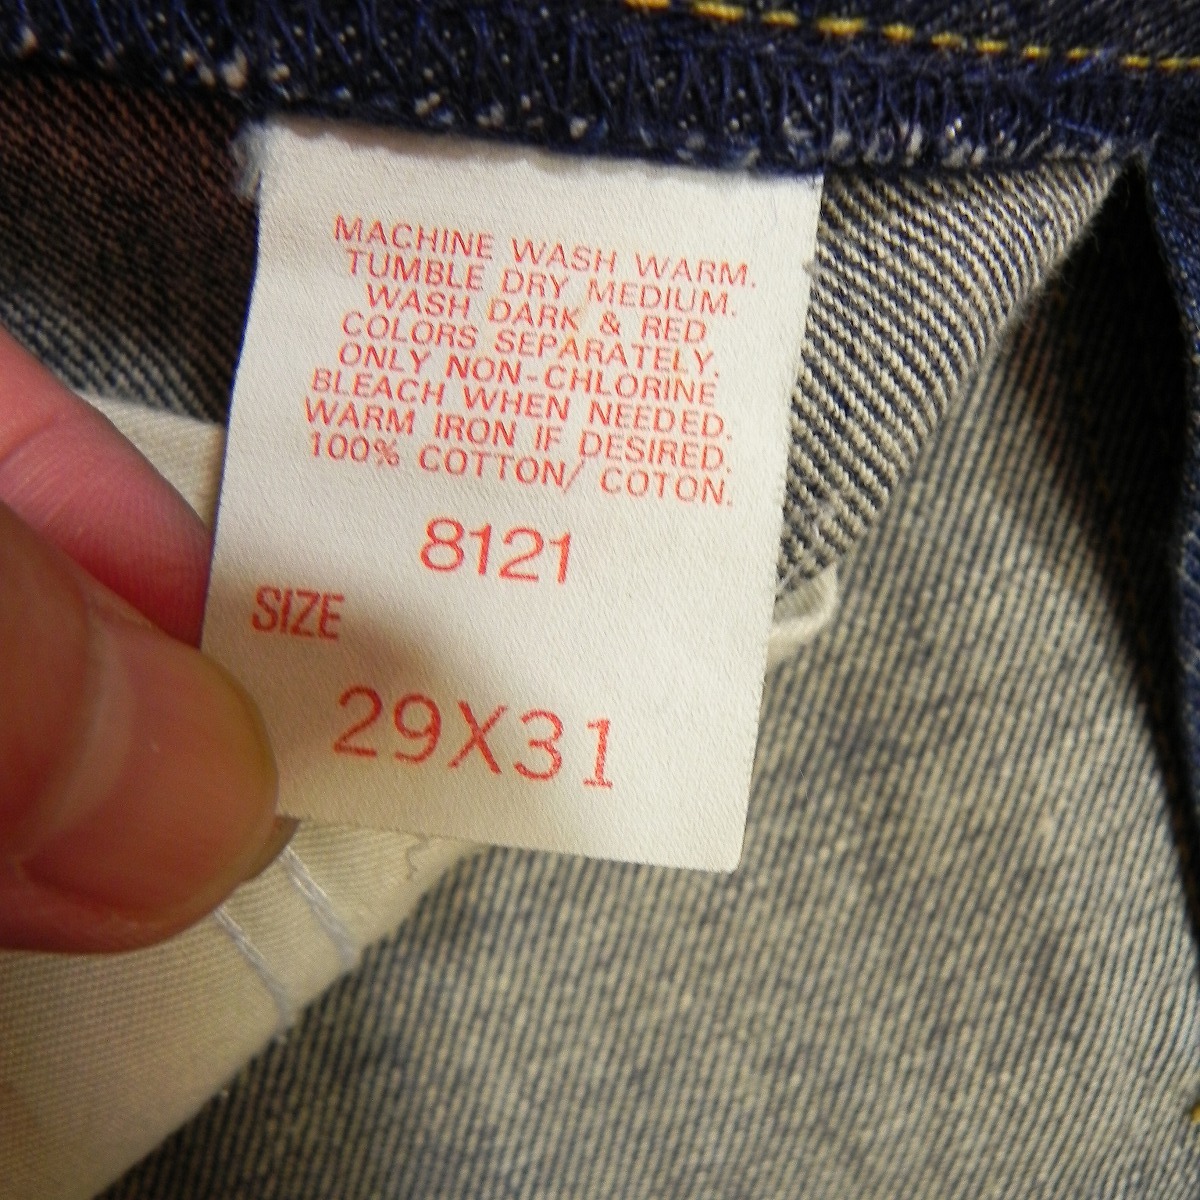 MACHINE WASH WARM.
TUMBLE DRY MEDIUM.
WASH DARK & RED
COLORS SEPARATELY.
ONLY NON-CHLORINE
BLEACH WHEN NEEDED.
WARM IRON IF DESIRED.
100% COTTON/ COTON.
8121
SIZE
29X31